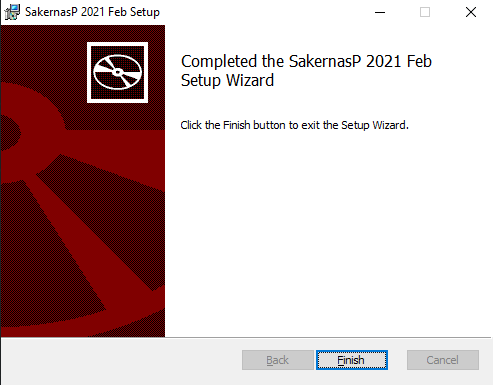 SakernasP 2021 Feb Setup
Completed the SakernasP 2021 Feb
Setup Wizard
Click the Finish button to exit the Setup Wizard.
Back
Finish
Cancel